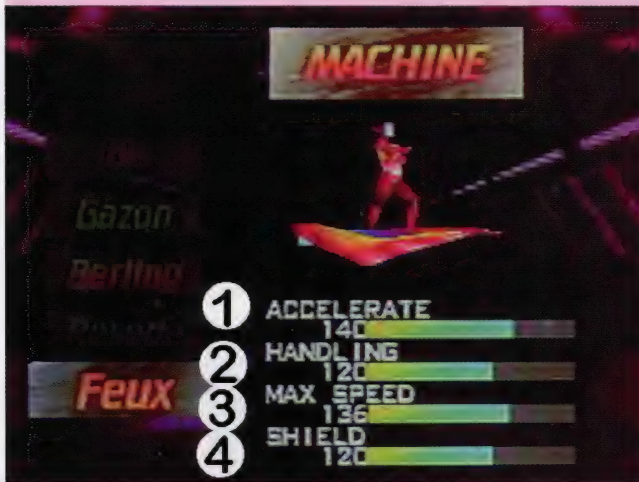 MACHINE
Gazon
Berling
① ACCELERATE
140
② HANDLING
120
Feux
③ MAX SPEED
136
④ SHIELD
120